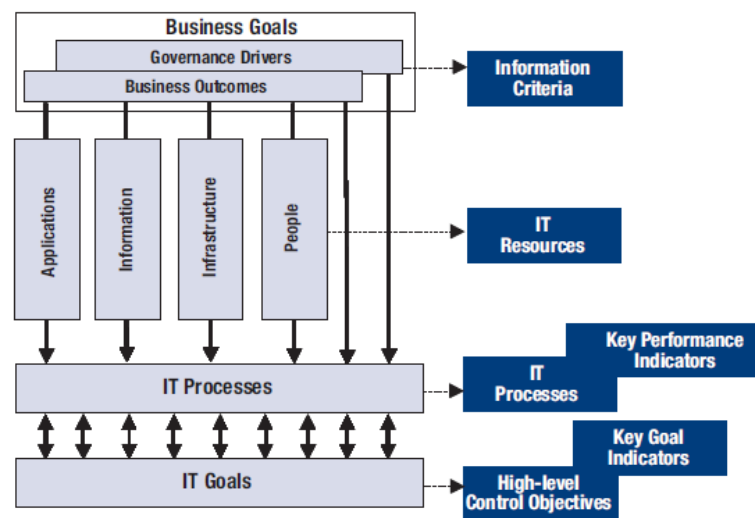 Business Goals
Governance Drivers
Business Outcomes
Information
Criteria
Applications
Information
Infrastructure
People
IT
Resources
Key Performance
Indicators
IT Processes
IT
Processes
Key Goal
Indicators
IT Goals
High-level
Control Objectives